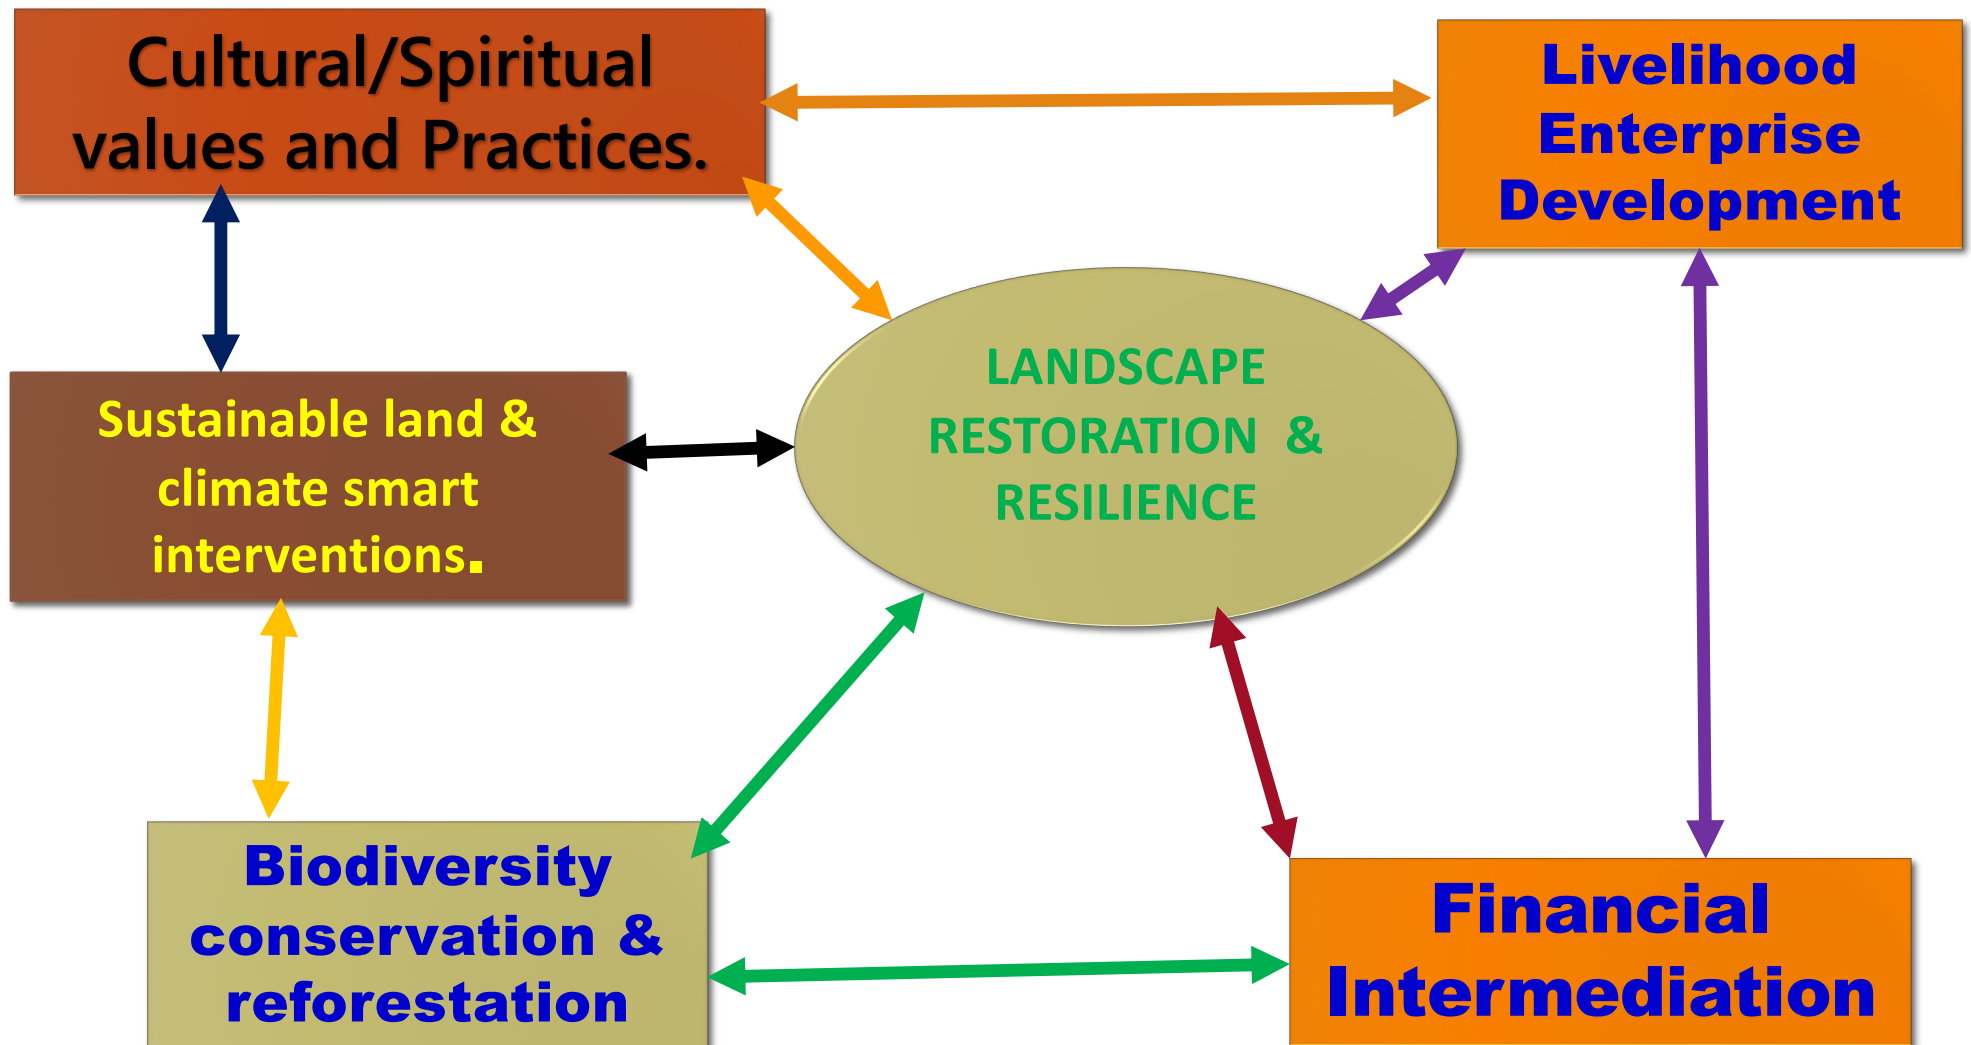 Cultural/Spiritual
values and Practices.
Livelihood
Enterprise
Development
LANDSCAPE
RESTORATION &
RESILIENCE
Sustainable land &
climate smart
interventions.
Biodiversity
conservation &
reforestation
Financial
Intermediation